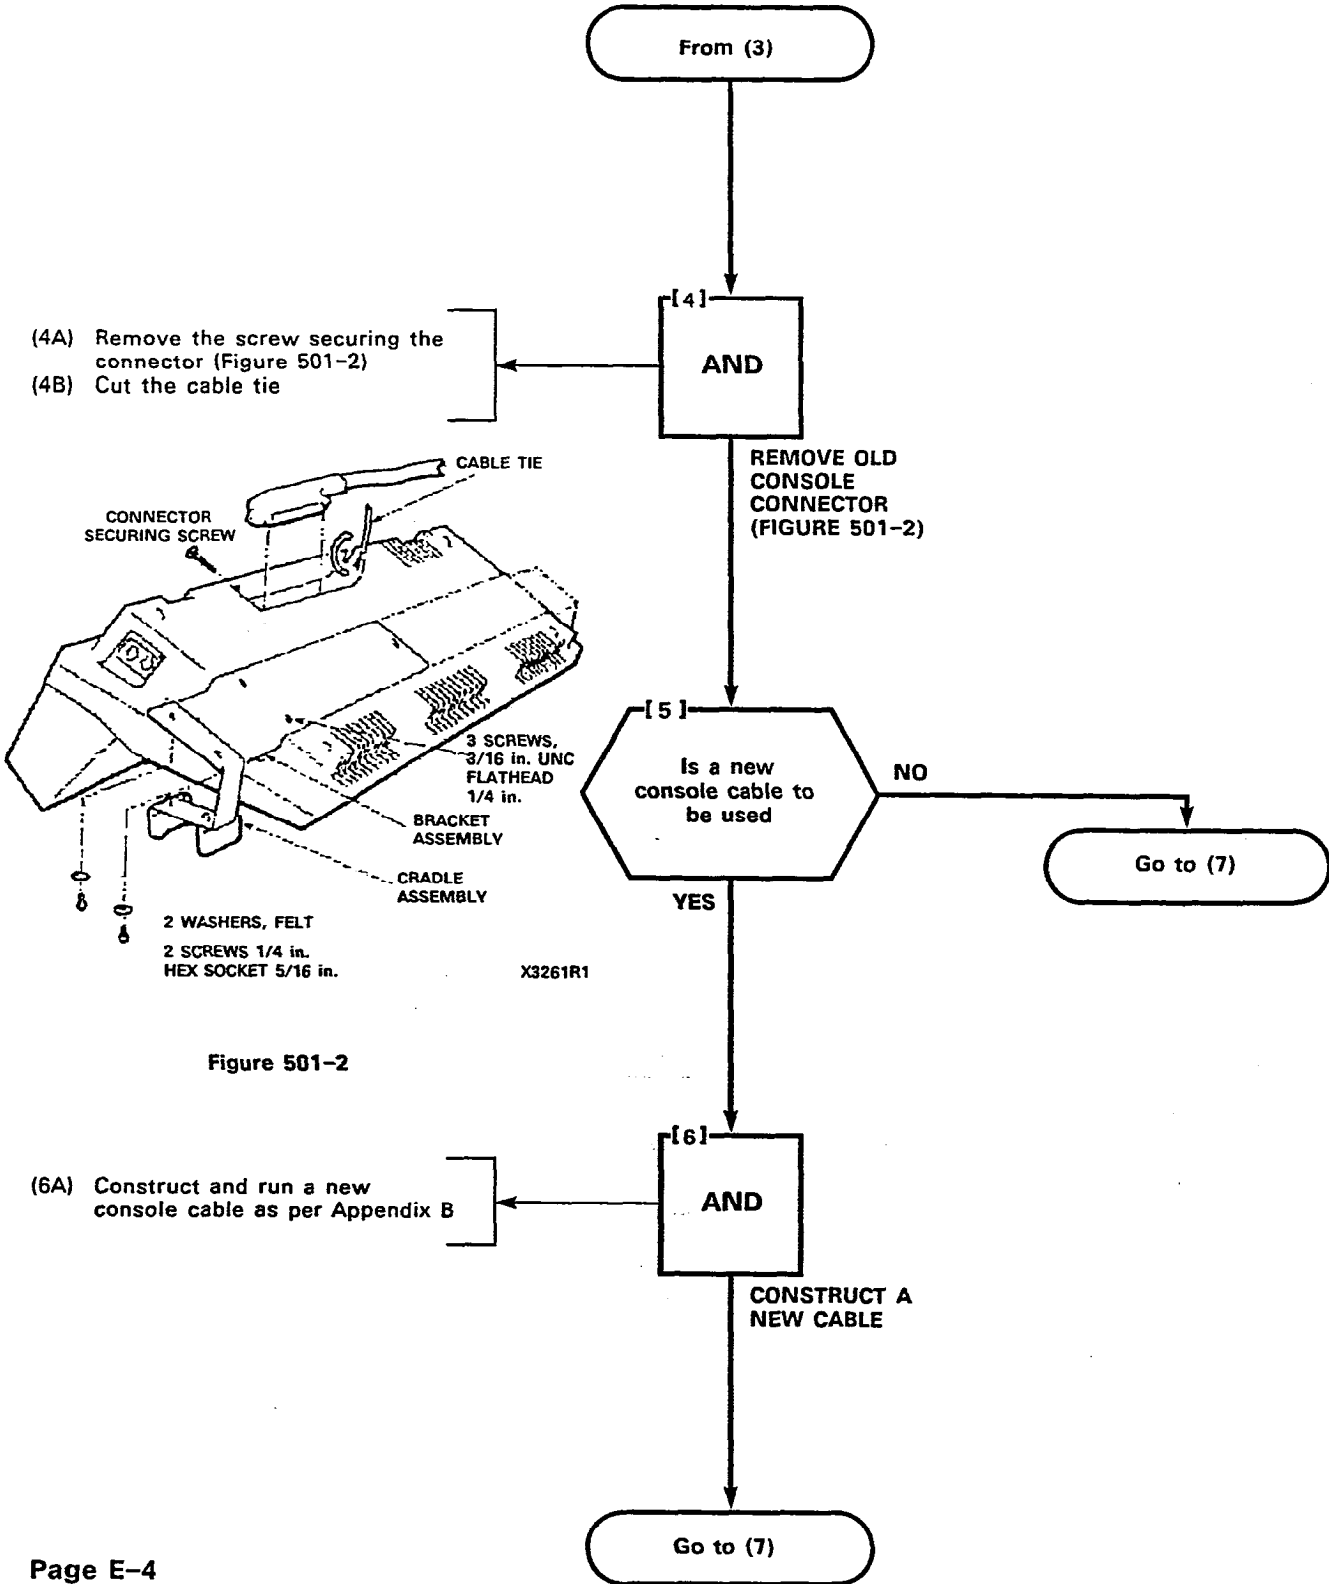 From (3)
[4]
AND
(4A) Remove the screw securing the
connector (Figure 501-2)
(4B) Cut the cable tie
REMOVE OLD
CONSOLE
CONNECTOR
(FIGURE 501-2)
CABLE TIE
CONNECTOR
SECURING SCREW
3 SCREWS,
3/16 in. UNC
FLATHEAD
1/4 in.
BRACKET
ASSEMBLY
CRADLE
ASSEMBLY
2 WASHERS, FELT
2 SCREWS 1/4 in.
HEX SOCKET 5/16 in.
X3261R1
Figure 501-2
[5]
Is a new
console cable to
be used
NO
Go to (7)
YES
[6]
AND
(6A) Construct and run a new
console cable as per Appendix B
CONSTRUCT A
NEW CABLE
Go to (7)
Page E-4